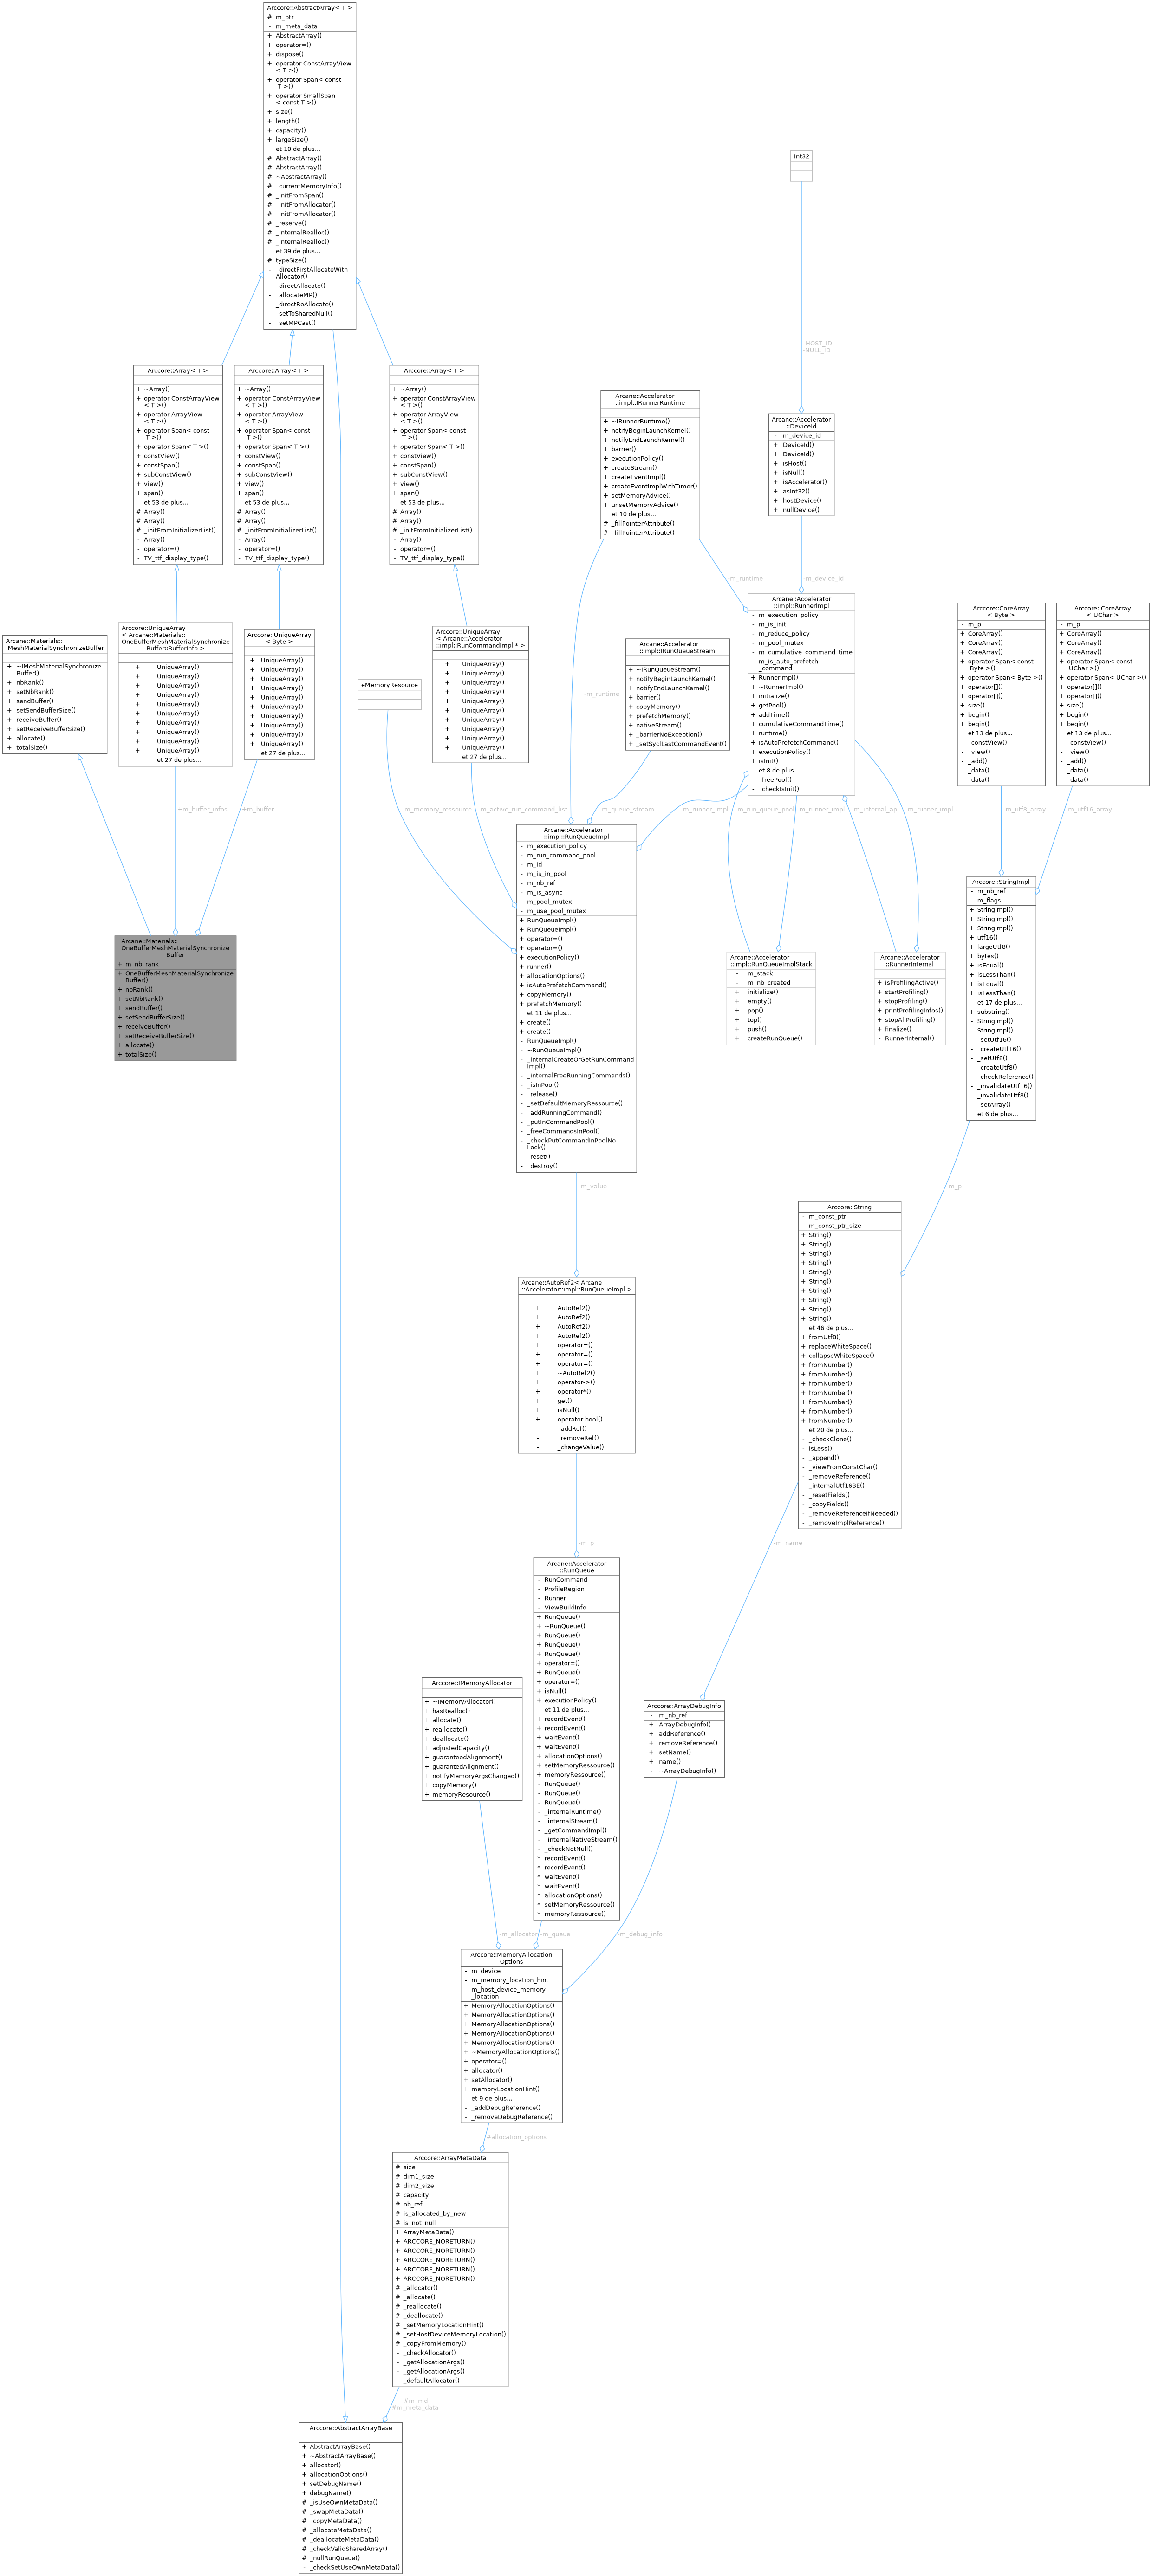 Arccore::AbstractArray< T >
# m_ptr
- m_meta_data
+ AbstractArray()
+ operator=()
+ dispose()
+ operator ConstArrayView
< T >()
+ operator Span< const
T >()
+ operator SmallSpan
< const T >()
+ size()
+ length()
+ capacity()
+ largeSize()
et 10 de plus...
# AbstractArray()
# AbstractArray()
# ~AbstractArray()
# _currentMemoryInfo()
# _initFromSpan()
# _initFromAllocator()
# _initFromAllocator()
# _reserve()
# _internalRealloc()
# _internalRealloc()
et 39 de plus...
# typeSize()
- _directFirstAllocateWith
Allocator()
- _directAllocate()
- _allocateMP()
- _directReAllocate()
- _setToSharedNull()
- _setMPCast()
Int32
-HOST_ID
-NULL_ID
Arccore::Array< T >
+ ~Array()
+ operator ConstArrayView
< T >()
+ operator ArrayView
< T >()
+ operator Span< const
T >()
+ operator Span< T >()
+ constView()
+ constSpan()
+ subConstView()
+ view()
+ span()
et 53 de plus...
# Array()
# Array()
# _initFromInitializerList()
- Array()
- operator=()
- TV_ttf_display_type()
Arccore::Array< T >
+ ~Array()
+ operator ConstArrayView
< T >()
+ operator ArrayView
< T >()
+ operator Span< const
T >()
+ operator Span< T >()
+ constView()
+ constSpan()
+ subConstView()
+ view()
+ span()
et 53 de plus...
# Array()
# Array()
# _initFromInitializerList()
- Array()
- operator=()
- TV_ttf_display_type()
Arccore::Array< T >
+ ~Array()
+ operator ConstArrayView
< T >()
+ operator ArrayView
< T >()
+ operator Span< const
T >()
+ operator Span< T >()
+ constView()
+ constSpan()
+ subConstView()
+ view()
+ span()
et 53 de plus...
# Array()
# Array()
# _initFromInitializerList()
- Array()
- operator=()
- TV_ttf_display_type()
Arcane::Accelerator
::impl::IRunnerRuntime
+ ~IRunnerRuntime()
+ notifyBeginLaunchKernel()
+ notifyEndLaunchKernel()
+ barrier()
+ executionPolicy()
+ createStream()
+ createEventImpl()
+ createEventImplWithTimer()
+ setMemoryAdvice()
+ unsetMemoryAdvice()
et 10 de plus...
# _fillPointerAttribute()
# _fillPointerAttribute()
Arcane::Accelerator
::DeviceId
- m_device_id
+ DeviceId()
+ DeviceId()
+ isHost()
+ isNull()
+ isAccelerator()
+ asInt32()
+ hostDevice()
+ nullDevice()
-m_runtime
-m_device_id
Arcane::Materials::
IMeshMaterialSynchronizeBuffer
+ ~IMeshMaterialSynchronize
Buffer()
+ nbRank()
+ setNbRank()
+ sendBuffer()
+ setSendBufferSize()
+ receiveBuffer()
+ setReceiveBufferSize()
+ allocate()
+ totalSize()
Arccore::UniqueArray
< Arcane::Materials::
OneBufferMeshMaterialSynchronize
Buffer::BufferInfo >
+ UniqueArray()
+ UniqueArray()
+ UniqueArray()
+ UniqueArray()
+ UniqueArray()
+ UniqueArray()
+ UniqueArray()
+ UniqueArray()
+ UniqueArray()
+ UniqueArray()
et 27 de plus...
Arccore::UniqueArray
< Byte >
+ UniqueArray()
+ UniqueArray()
+ UniqueArray()
+ UniqueArray()
+ UniqueArray()
+ UniqueArray()
+ UniqueArray()
+ UniqueArray()
+ UniqueArray()
+ UniqueArray()
et 27 de plus...
eMemoryResource
Arccore::UniqueArray
< Arcane::Accelerator
::impl::RunCommandImpl * >
+ UniqueArray()
+ UniqueArray()
+ UniqueArray()
+ UniqueArray()
+ UniqueArray()
+ UniqueArray()
+ UniqueArray()
+ UniqueArray()
+ UniqueArray()
+ UniqueArray()
et 27 de plus...
-m_runtime
Arcane::Accelerator
::impl::IRunQueueStream
+ ~IRunQueueStream()
+ notifyBeginLaunchKernel()
+ notifyEndLaunchKernel()
+ barrier()
+ copyMemory()
+ prefetchMemory()
+ nativeStream()
+ _barrierNoException()
+ _setSyclLastCommandEvent()
Arcane::Accelerator
::impl::RunnerImpl
- m_execution_policy
- m_is_init
- m_reduce_policy
- m_pool_mutex
- m_cumulative_command_time
- m_is_auto_prefetch
_command
+ RunnerImpl()
+ ~RunnerImpl()
+ initialize()
+ getPool()
+ addTime()
+ cumulativeCommandTime()
+ runtime()
+ isAutoPrefetchCommand()
+ executionPolicy()
+ isInit()
et 8 de plus...
- _freePool()
- _checkIsInit()
Arccore::CoreArray
< Byte >
- m_p
+ CoreArray()
+ CoreArray()
+ CoreArray()
+ operator Span< const
Byte >()
+ operator Span< Byte >()
+ operator[]()
+ operator[]()
+ size()
+ begin()
+ begin()
et 13 de plus...
- _constView()
- _view()
- _add()
- _data()
- _data()
Arccore::CoreArray
< UChar >
- m_p
+ CoreArray()
+ CoreArray()
+ CoreArray()
+ operator Span< const
UChar >()
+ operator Span< UChar >()
+ operator[]()
+ operator[]()
+ size()
+ begin()
+ begin()
et 13 de plus...
- _constView()
- _view()
- _add()
- _data()
- _data()
+m_buffer_infos
+m_buffer
-m_memory_ressource
-m_active_run_command_list
-m_queue_stream
-m_runner_impl
-m_run_queue_pool
-m_runner_impl
-m_internal_api
-m_runner_impl
-m_utf8_array
-m_utf16_array
Arcane::Materials::
OneBufferMeshMaterialSynchronize
Buffer
+ m_nb_rank
+ OneBufferMeshMaterialSynchronize
Buffer()
+ nbRank()
+ setNbRank()
+ sendBuffer()
+ setSendBufferSize()
+ receiveBuffer()
+ setReceiveBufferSize()
+ allocate()
+ totalSize()
Arcane::Accelerator
::impl::RunQueueImpl
- m_execution_policy
- m_run_command_pool
- m_id
- m_is_in_pool
- m_nb_ref
- m_is_async
- m_pool_mutex
- m_use_pool_mutex
+ RunQueueImpl()
+ RunQueueImpl()
+ operator=()
+ operator=()
+ executionPolicy()
+ runner()
+ allocationOptions()
+ isAutoPrefetchCommand()
+ copyMemory()
+ prefetchMemory()
et 11 de plus...
+ create()
+ create()
- RunQueueImpl()
- ~RunQueueImpl()
- _internalCreateOrGetRunCommand
Impl()
- _internalFreeRunningCommands()
- _isInPool()
- _release()
- _setDefaultMemoryRessource()
- _addRunningCommand()
- _putInCommandPool()
- _freeCommandsInPool()
- _checkPutCommandInPoolNo
Lock()
- _reset()
- _destroy()
Arcane::Accelerator
::impl::RunQueueImplStack
- m_stack
- m_nb_created
+ initialize()
+ empty()
+ pop()
+ top()
+ push()
+ createRunQueue()
Arcane::Accelerator
::RunnerInternal
+ isProfilingActive()
+ startProfiling()
+ stopProfiling()
+ printProfilingInfos()
+ stopAllProfiling()
+ finalize()
- RunnerInternal()
Arccore::StringImpl
- m_nb_ref
- m_flags
+ StringImpl()
+ StringImpl()
+ StringImpl()
+ utf16()
+ largeUtf8()
+ bytes()
+ isEqual()
+ isLessThan()
+ isEqual()
+ isLessThan()
et 17 de plus...
+ substring()
- StringImpl()
- StringImpl()
- _setUtf16()
- _createUtf16()
- _setUtf8()
- _createUtf8()
- _checkReference()
- _invalidateUtf16()
- _invalidateUtf8()
- _setArray()
et 6 de plus...
-m_value
-m_p
Arccore::String
- m_const_ptr
- m_const_ptr_size
+ String()
+ String()
+ String()
+ String()
+ String()
+ String()
+ String()
+ String()
+ String()
+ String()
et 46 de plus...
+ fromUtf8()
+ replaceWhiteSpace()
+ collapseWhiteSpace()
+ fromNumber()
+ fromNumber()
+ fromNumber()
+ fromNumber()
+ fromNumber()
+ fromNumber()
+ fromNumber()
et 20 de plus...
- _checkClone()
- isLess()
- _append()
- _viewFromConstChar()
- _removeReference()
- _internalUtf16BE()
- _resetFields()
- _copyFields()
- _removeReferenceIfNeeded()
- _removeImplReference()
Arcane::AutoRef2< Arcane
::Accelerator::impl::RunQueueImpl >
+ AutoRef2()
+ AutoRef2()
+ AutoRef2()
+ AutoRef2()
+ operator=()
+ operator=()
+ operator=()
+ ~AutoRef2()
+ operator->()
+ operator*()
+ get()
+ isNull()
+ operator bool()
- _addRef()
- _removeRef()
- _changeValue()
-m_p
-m_name
Arcane::Accelerator
::RunQueue
- RunCommand
- ProfileRegion
- Runner
- ViewBuildInfo
+ RunQueue()
+ ~RunQueue()
+ RunQueue()
+ RunQueue()
+ RunQueue()
+ operator=()
+ RunQueue()
+ operator=()
+ isNull()
+ executionPolicy()
et 11 de plus...
+ recordEvent()
+ recordEvent()
+ waitEvent()
+ waitEvent()
+ allocationOptions()
+ setMemoryRessource()
+ memoryRessource()
- RunQueue()
- RunQueue()
- RunQueue()
- _internalRuntime()
- _internalStream()
- _getCommandImpl()
- _internalNativeStream()
- _checkNotNull()
* recordEvent()
* recordEvent()
* waitEvent()
* waitEvent()
* allocationOptions()
* setMemoryRessource()
* memoryRessource()
Arccore::IMemoryAllocator
+ ~IMemoryAllocator()
+ hasRealloc()
+ allocate()
+ reallocate()
+ deallocate()
+ adjustedCapacity()
+ guaranteedAlignment()
+ guarantedAlignment()
+ notifyMemoryArgsChanged()
+ copyMemory()
+ memoryResource()
Arccore::ArrayDebugInfo
- m_nb_ref
+ ArrayDebugInfo()
+ addReference()
+ removeReference()
+ setName()
+ name()
- ~ArrayDebugInfo()
-m_allocator
-m_queue
-m_debug_info
Arccore::MemoryAllocation
Options
- m_device
- m_memory_location_hint
- m_host_device_memory
_location
+ MemoryAllocationOptions()
+ MemoryAllocationOptions()
+ MemoryAllocationOptions()
+ MemoryAllocationOptions()
+ MemoryAllocationOptions()
+ ~MemoryAllocationOptions()
+ operator=()
+ allocator()
+ setAllocator()
+ memoryLocationHint()
et 9 de plus...
- _addDebugReference()
- _removeDebugReference()
#allocation_options
Arccore::ArrayMetaData
# size
# dim1_size
# dim2_size
# capacity
# nb_ref
# is_allocated_by_new
# is_not_null
+ ArrayMetaData()
+ ARCCORE_NORETURN()
+ ARCCORE_NORETURN()
+ ARCCORE_NORETURN()
+ ARCCORE_NORETURN()
+ ARCCORE_NORETURN()
# _allocator()
# _allocate()
# _reallocate()
# _deallocate()
# _setMemoryLocationHint()
# _setHostDeviceMemoryLocation()
# _copyFromMemory()
- _checkAllocator()
- _getAllocationArgs()
- _getAllocationArgs()
- _defaultAllocator()
#m_md
#m_meta_data
Arccore::AbstractArrayBase
+ AbstractArrayBase()
+ ~AbstractArrayBase()
+ allocator()
+ allocationOptions()
+ setDebugName()
+ debugName()
# _isUseOwnMetaData()
# _swapMetaData()
# _copyMetaData()
# _allocateMetaData()
# _deallocateMetaData()
# _checkValidSharedArray()
# _nullRunQueue()
- _checkSetUseOwnMetaData()